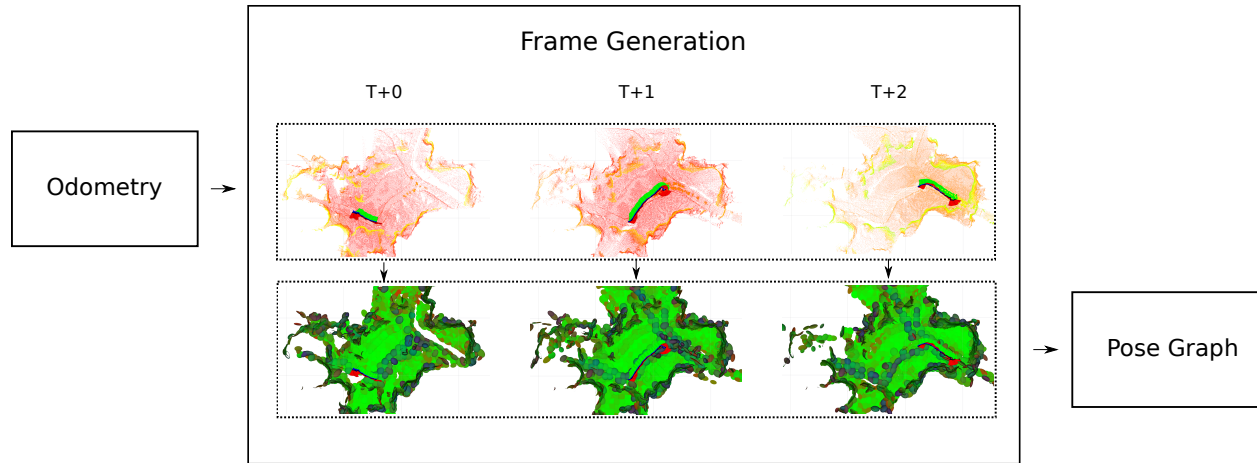 Frame Generation
T+0
T+1
T+2
Odometry
Pose Graph